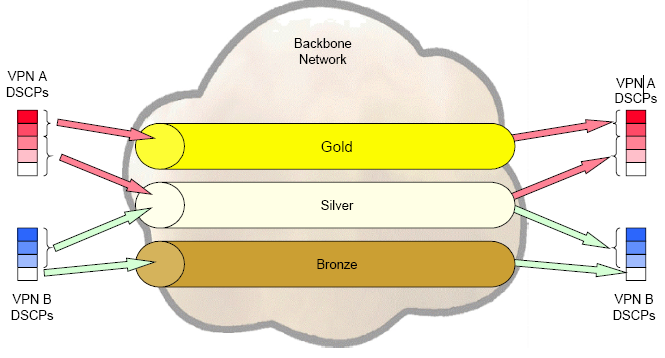 Backbone
Network
VPN A
DSCPs
VPN A
DSCPs
Gold
Silver
Bronze
VPN B
DSCPs
VPN B
DSCPs